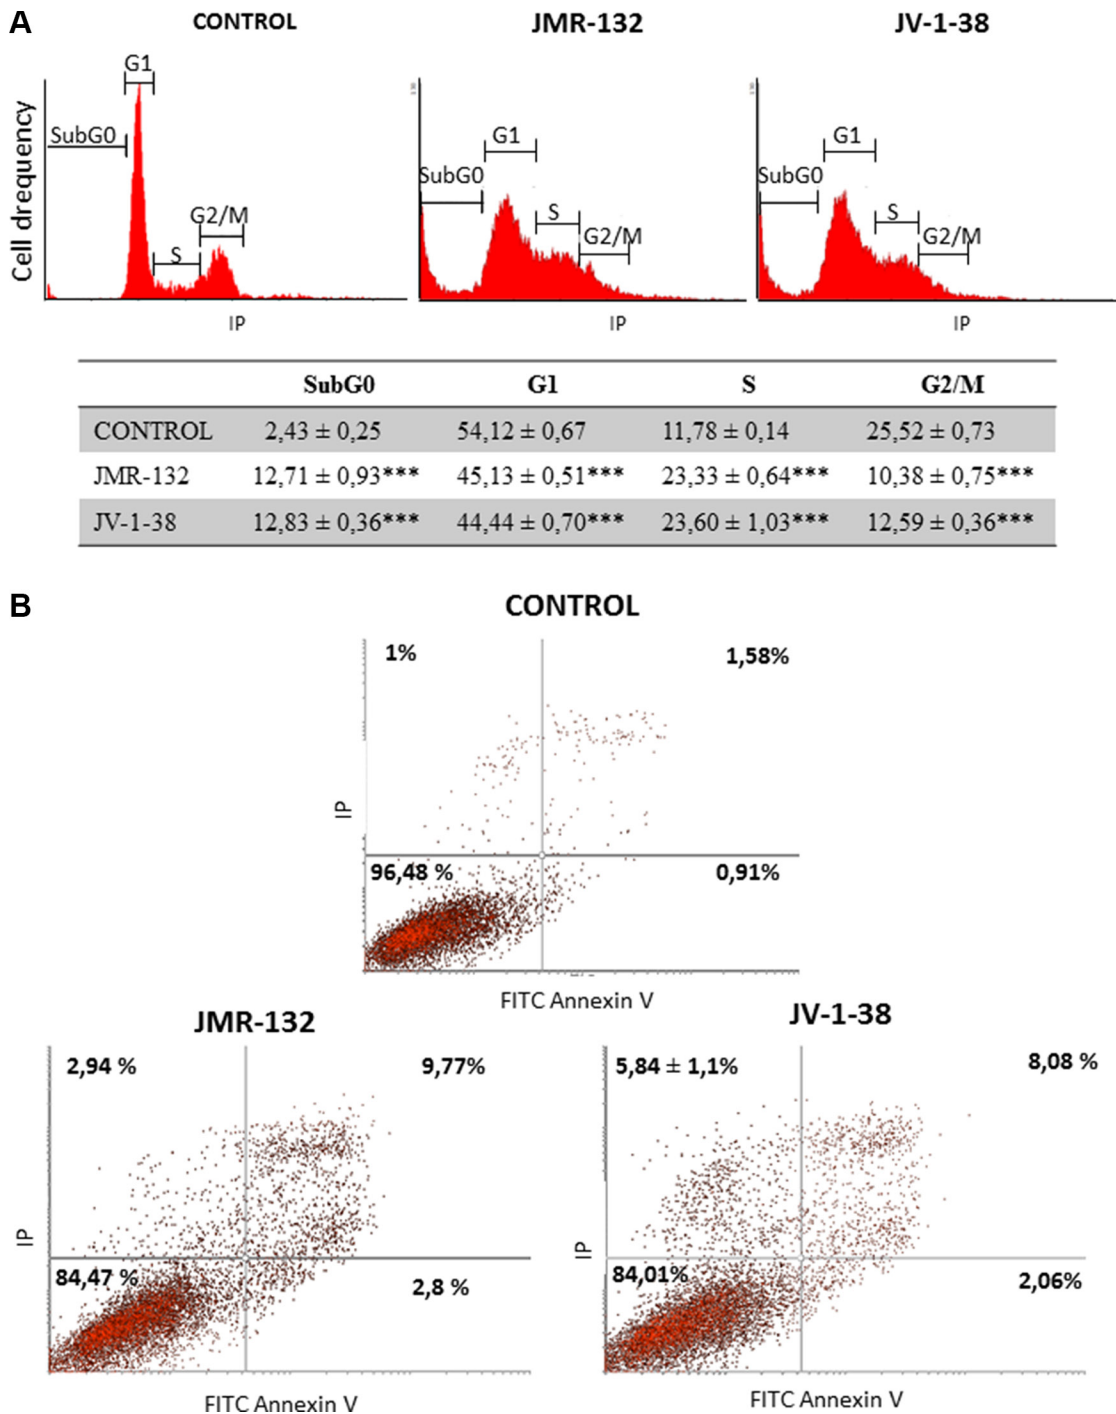 A
CONTROL
JMR-132
JV-1-38
Cell drequency
SubG0
G1
S
G2/M
IP
SubG0
G1
S
G2/M
IP
SubG0
G1
S
G2/M
IP
SubG0 G1 S G2/M
CONTROL 2,43 ± 0,25 54,12 ± 0,67 11,78 ± 0,14 25,52 ± 0,73
JMR-132 12,71 ± 0,93*** 45,13 ± 0,51*** 23,33 ± 0,64*** 10,38 ± 0,75***
JV-1-38 12,83 ± 0,36*** 44,44 ± 0,70*** 23,60 ± 1,03*** 12,59 ± 0,36***
B
CONTROL
1%
1,58%
IP
96,48 %
0,91%
FITC Annexin V
JMR-132
2,94 %
9,77%
IP
84,47 %
2,8 %
FITC Annexin V
JV-1-38
5,84 ± 1,1%
8,08 %
IP
84,01%
2,06%
FITC Annexin V